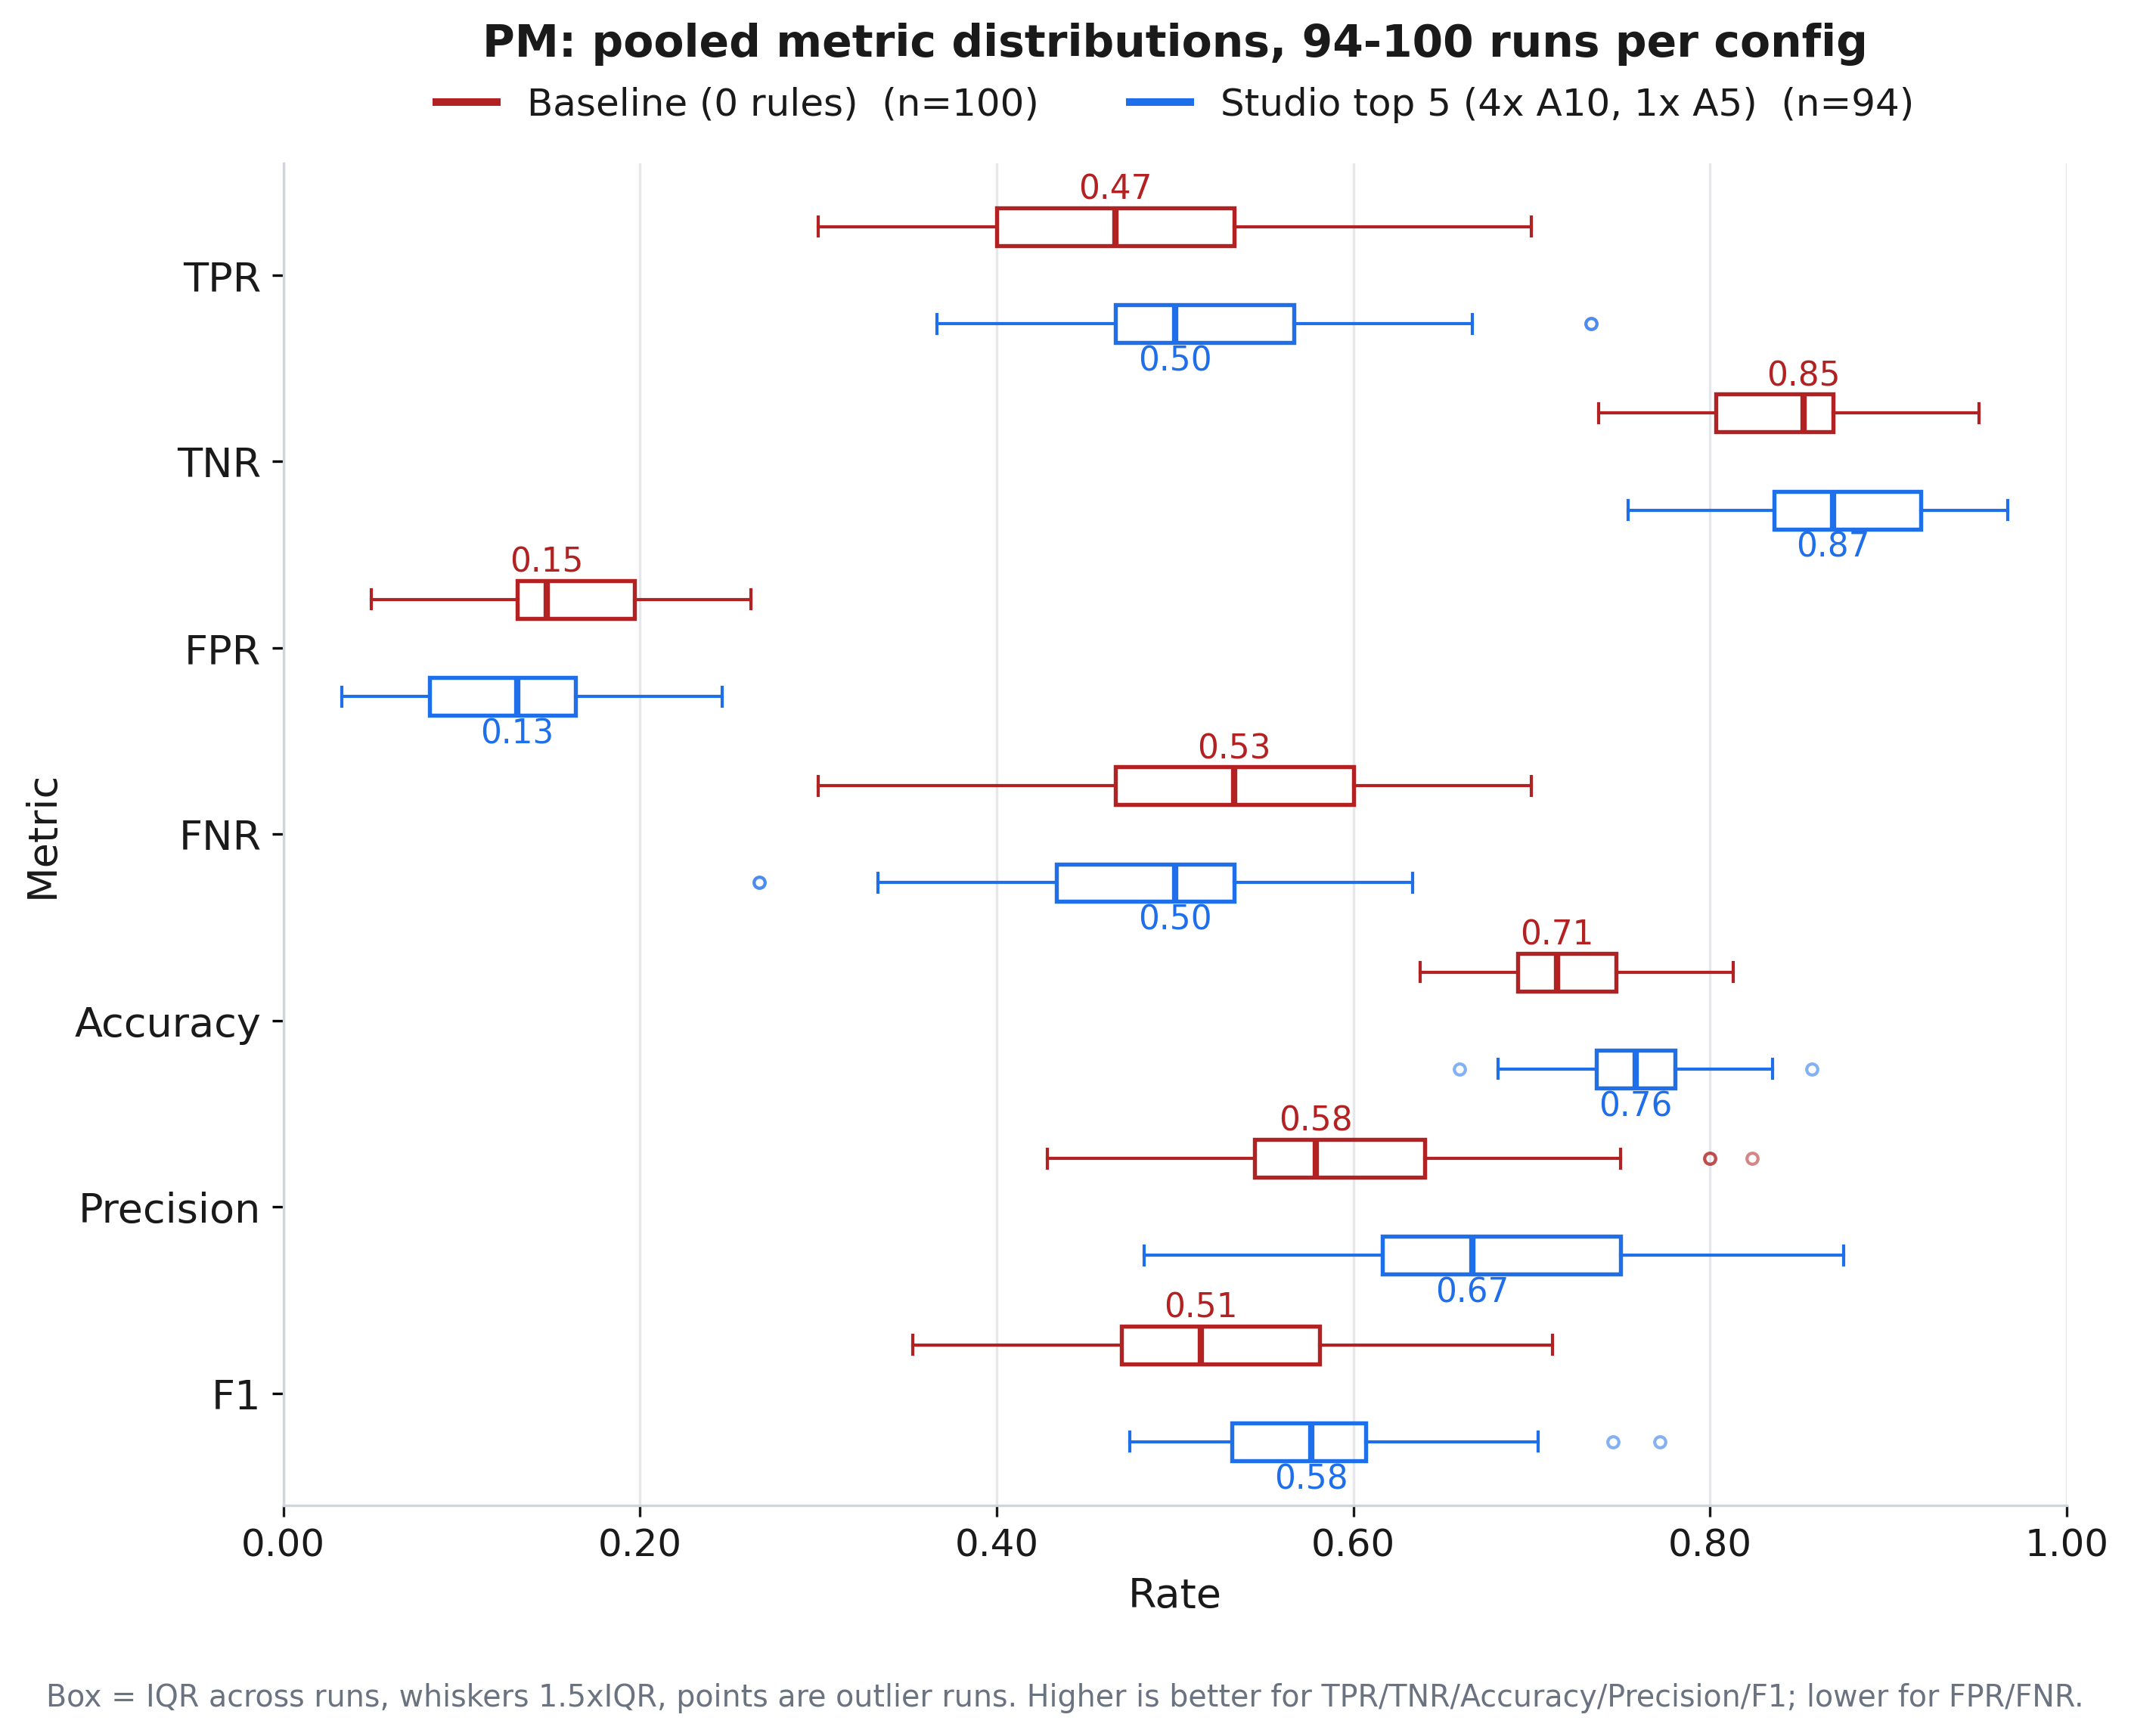 PM: pooled metric distributions, 94-100 runs per config
Baseline (0 rules)  (n=100)
Studio top 5 (4x A10, 1x A5)  (n=94)
0.47
TPR
0.50
0.85
TNR
0.87
0.15
FPR
0.13
0.53
FNR
0.50
0.71
Accuracy
0.76
0.58
Precision
0.67
0.51
F1
0.58
Metric
0.00
0.20
0.40
0.60
0.80
1.00
Rate
Box = IQR across runs, whiskers 1.5xIQR, points are outlier runs. Higher is better for TPR/TNR/Accuracy/Precision/F1; lower for FPR/FNR.